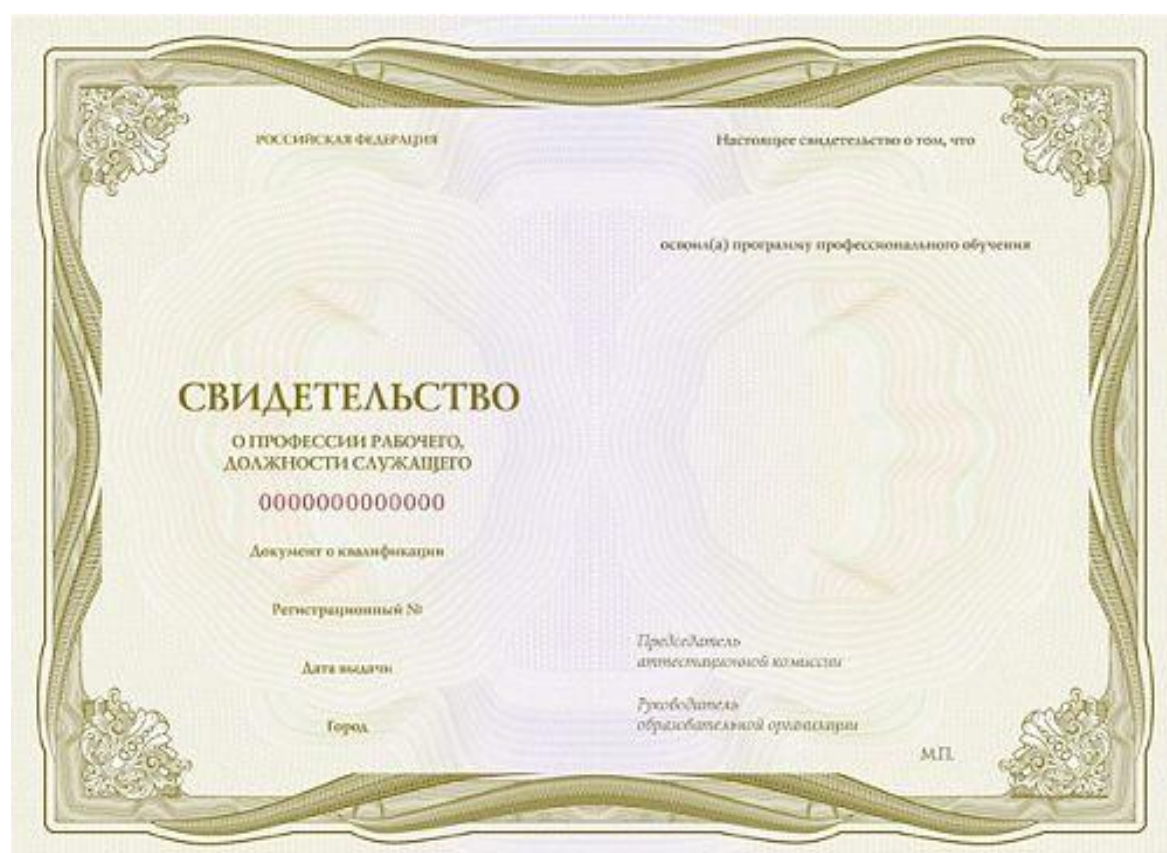 РОССИЙСКАЯ ФЕДЕРАЦИЯ
СВИДЕТЕЛЬСТВО
О ПРОФЕССИИ РАБОЧЕГО,
ДОЛЖНОСТИ СЛУЖАЩЕГО
0000000000000
Документ о квалификации
Регистрационный №
Дата выдачи
Город
Настоящее свидетельство о том, что
освоил(а) программу профессионального обучения
Председатель
аттестационной комиссии
Руководитель
образовательной организации
М.П.